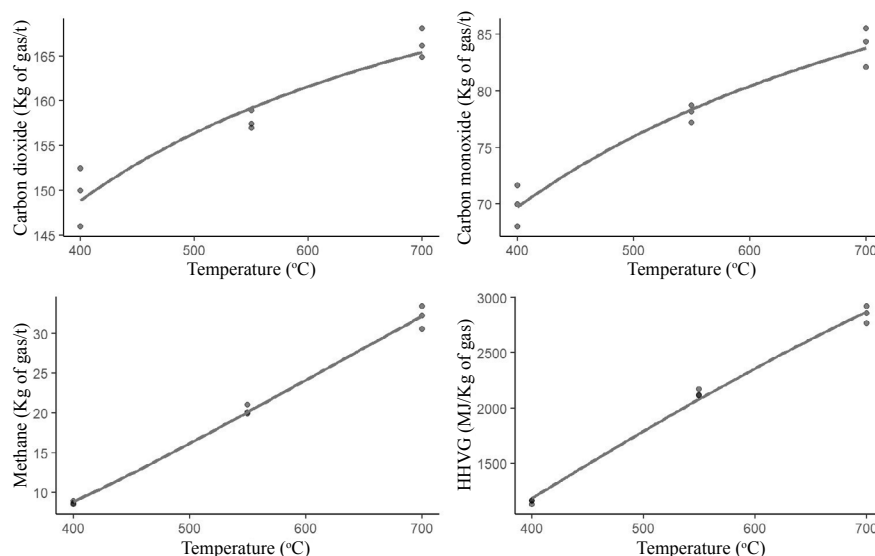 Carbon dioxide (Kg of gas/t)
165
160
155
150
145
400 500 600 700
Temperature (°C)
Carbon monoxide (Kg of gas/t)
85
80
75
70
400 500 600 700
Temperature (°C)
Methane (Kg of gas/t)
30
25
20
15
10
400 500 600 700
Temperature (°C)
HHVG (MJ/Kg of gas)
3000
2500
2000
1500
400 500 600 700
Temperature (°C)